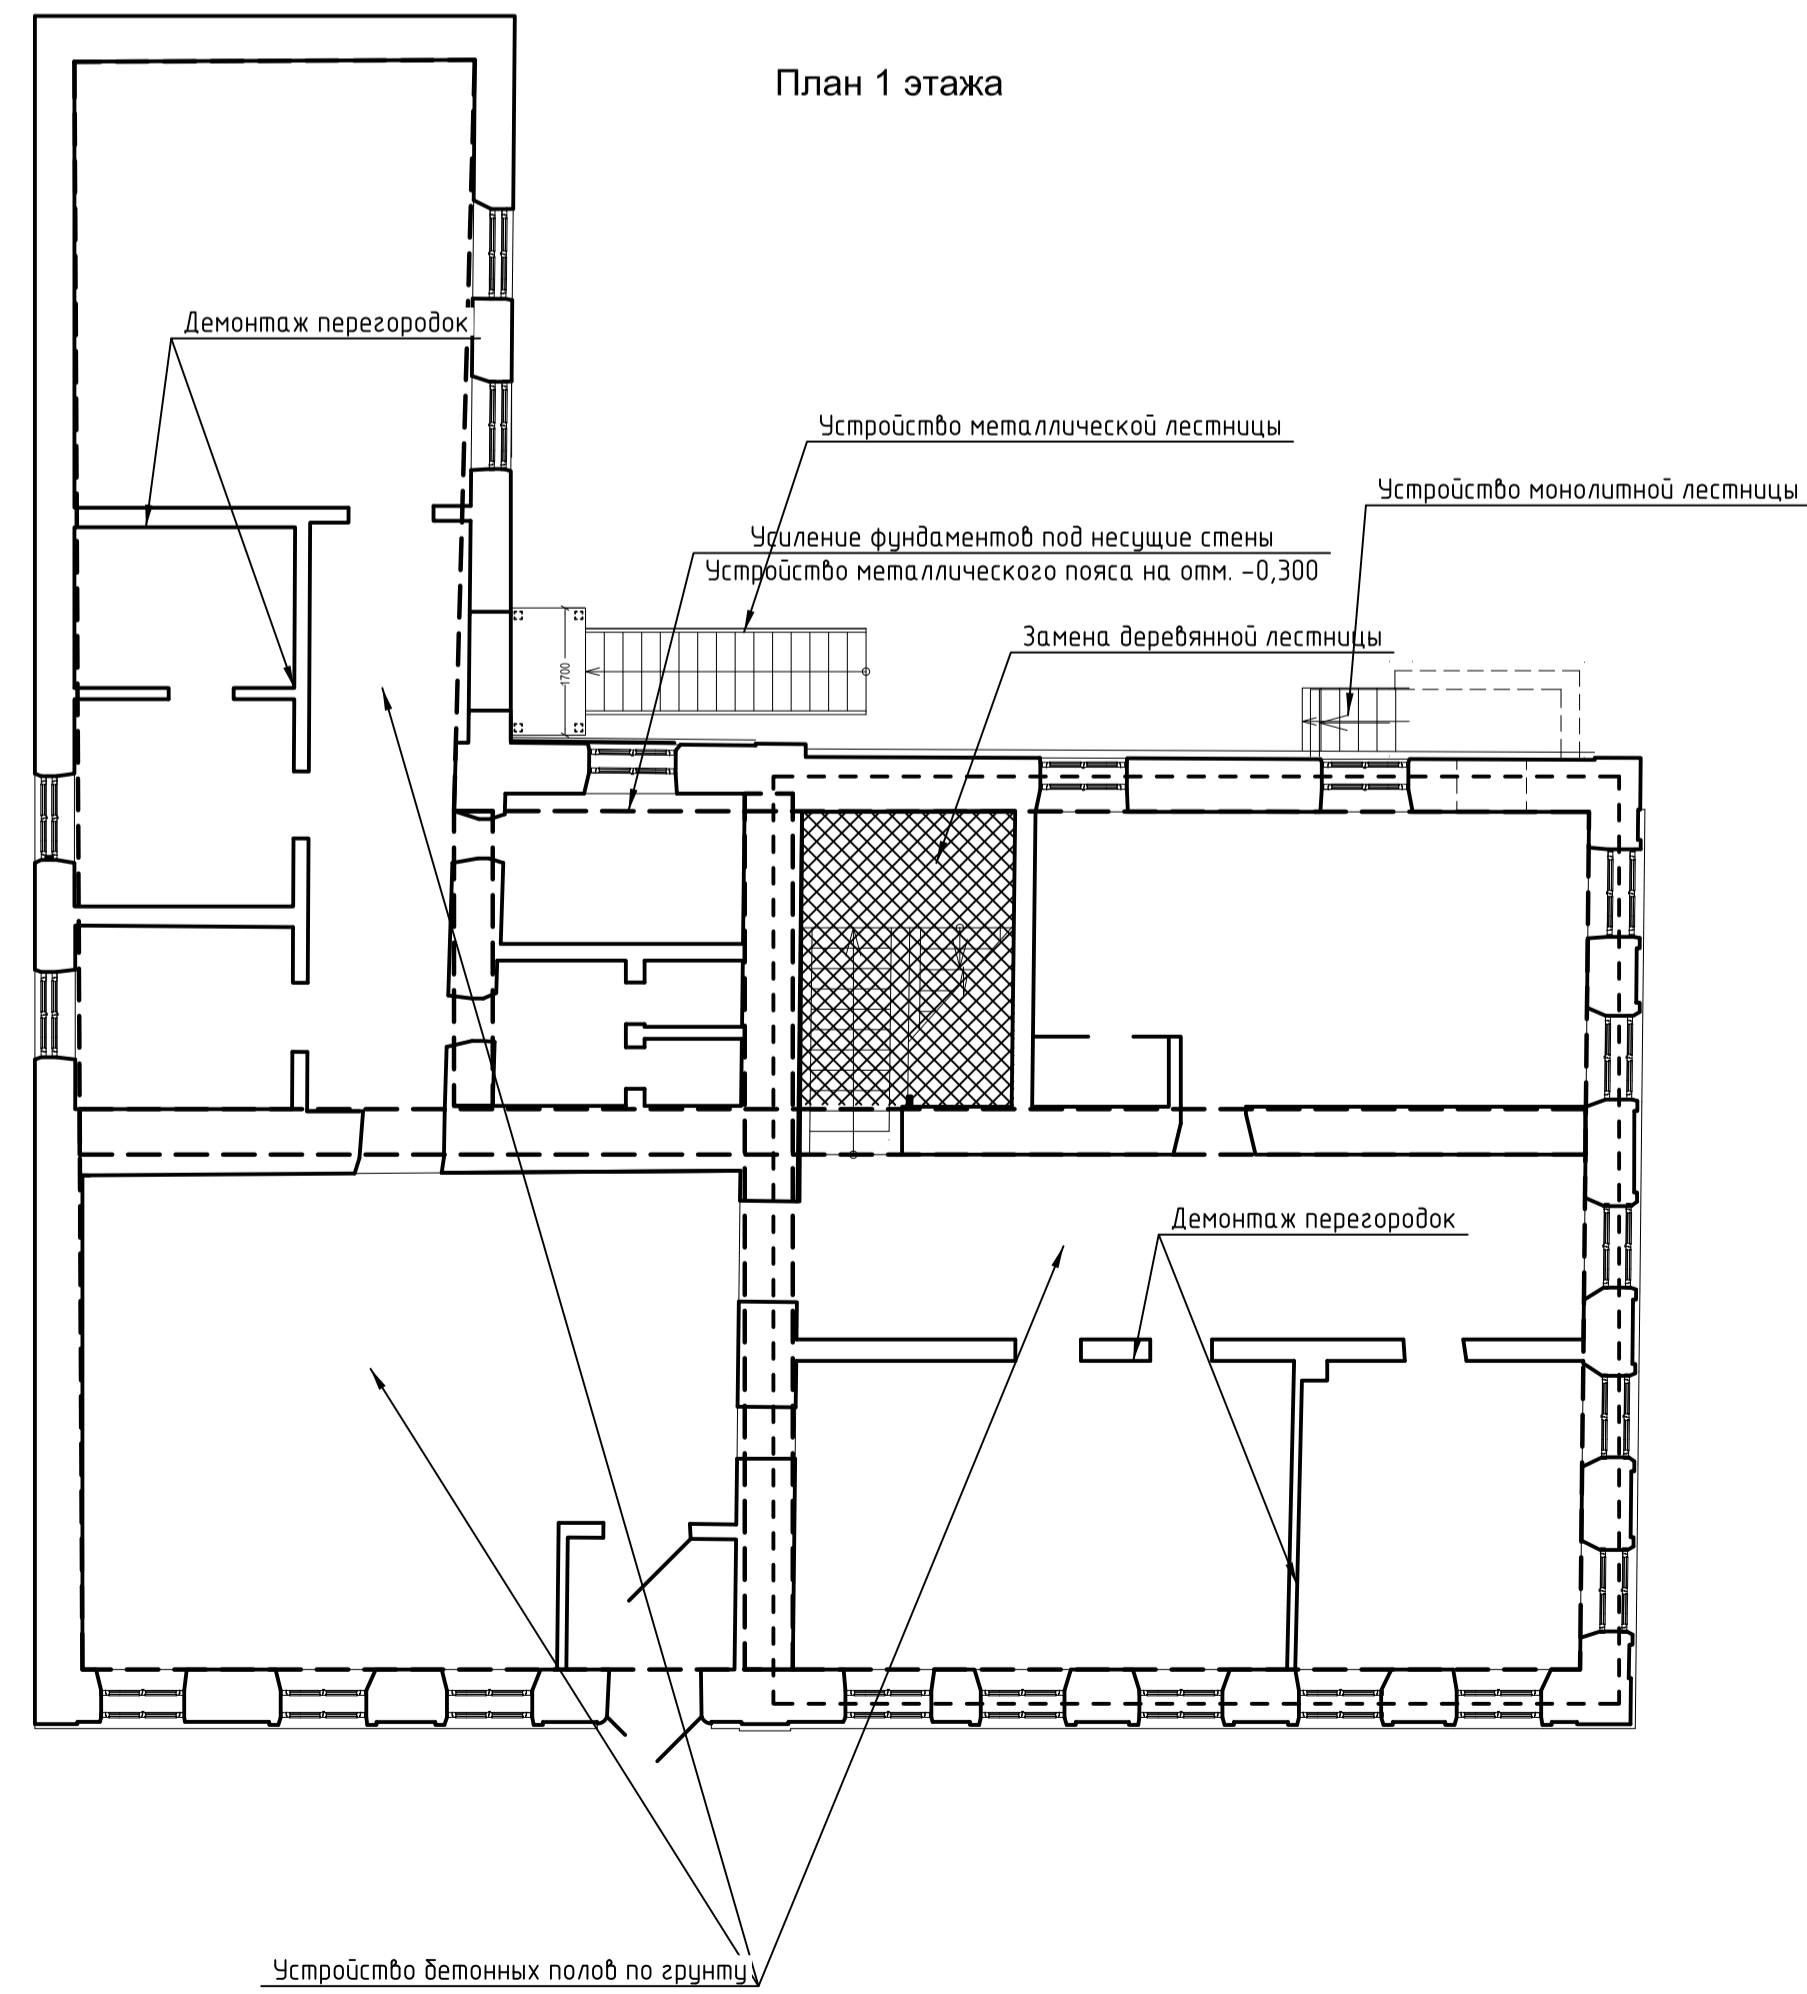 План 1 этажа
Демонтаж перегородок
Устройство металлической лестницы
Устройство монолитной лестницы
Усиление фундаментов под несущие стены
Устройство металлического пояса на отм. -0,300
Замена деревянной лестницы
1700
Демонтаж перегородок
Устройство бетонных полов по грунту